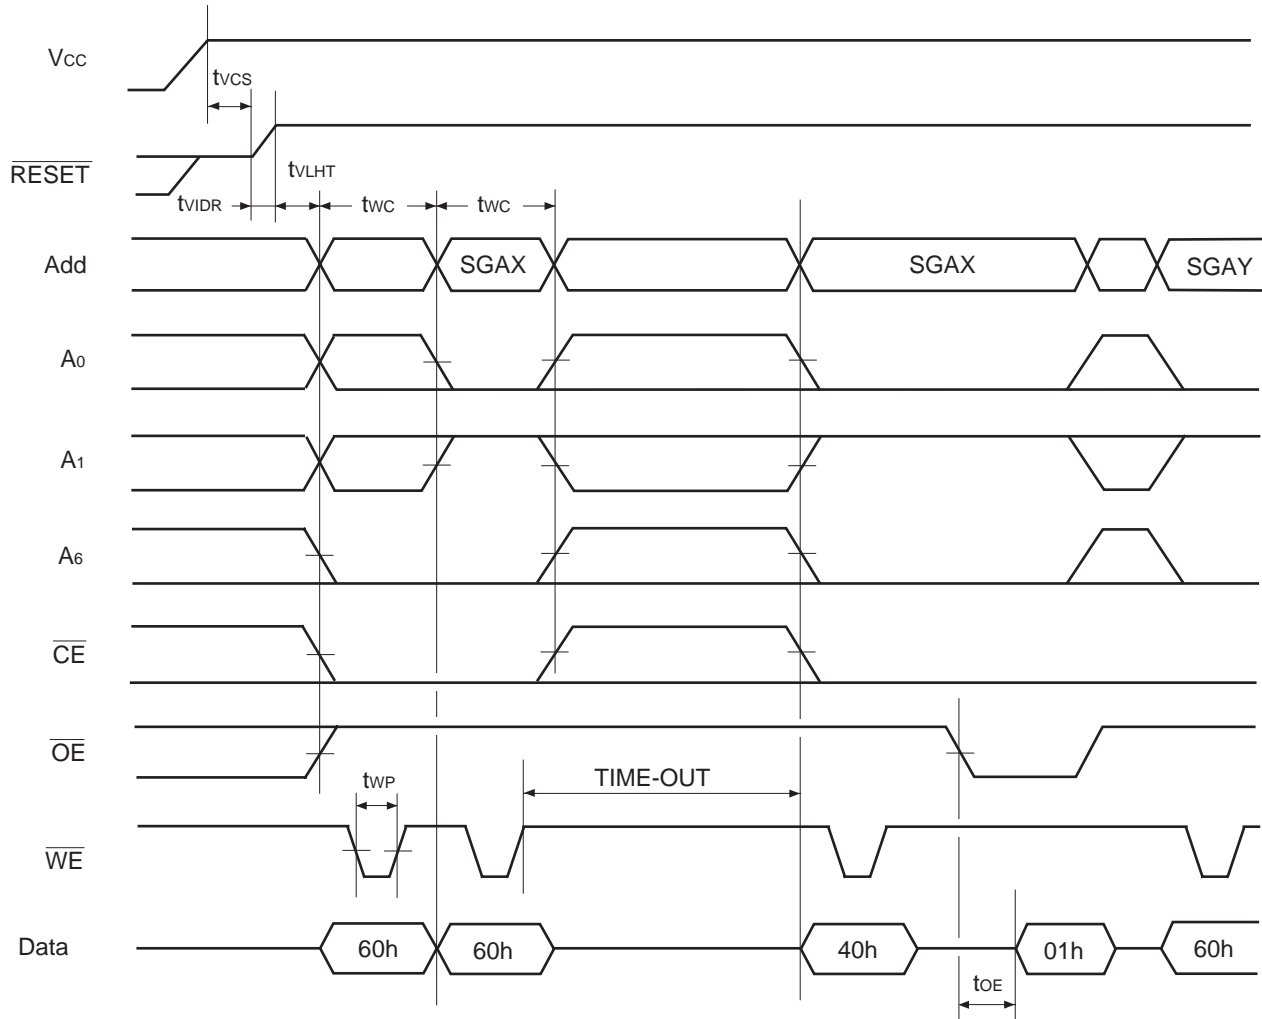 VCC
tVCS
RESET
tVLHT
tVIDR
tWC
tWC
Add
SGAX
SGAX
SGAY
A0
A1
A6
CE
OE
tWP
TIME-OUT
WE
Data
60h
60h
40h
01h
60h
tOE